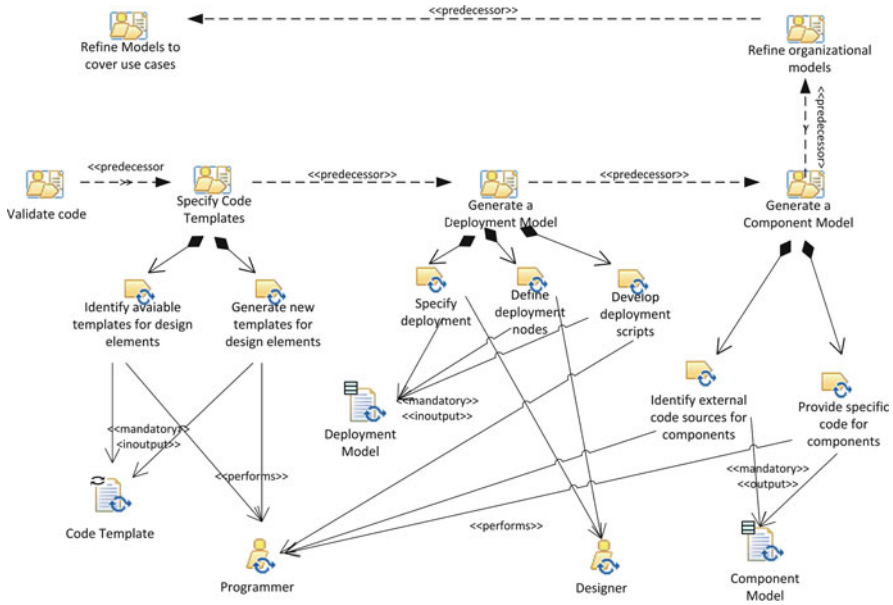 <<predecessor>>
Refine Models to
cover use cases
Refine organizational
models
<<predecessor>
>
<<predecessor
>>
<<predecessor>>
<<predecessor>>
Validate code
Specify Code
Templates
Generate a
Deployment Model
Generate a
Component Model
Identify avaiable
templates for design
elements
Generate new
templates for
design elements
Specify
deployment
Define
deployment
nodes
Develop
deployment
scripts
Identify external
code sources for
components
Provide specific
code for
components
<<mandatory>>
<<inoutput>>
Deployment
Model
<<mandatory>>
<inoutput>>
<<performs>>
<<mandatory>>
<<output>>
Code Template
<<performs>>
Programmer
Designer
Component
Model